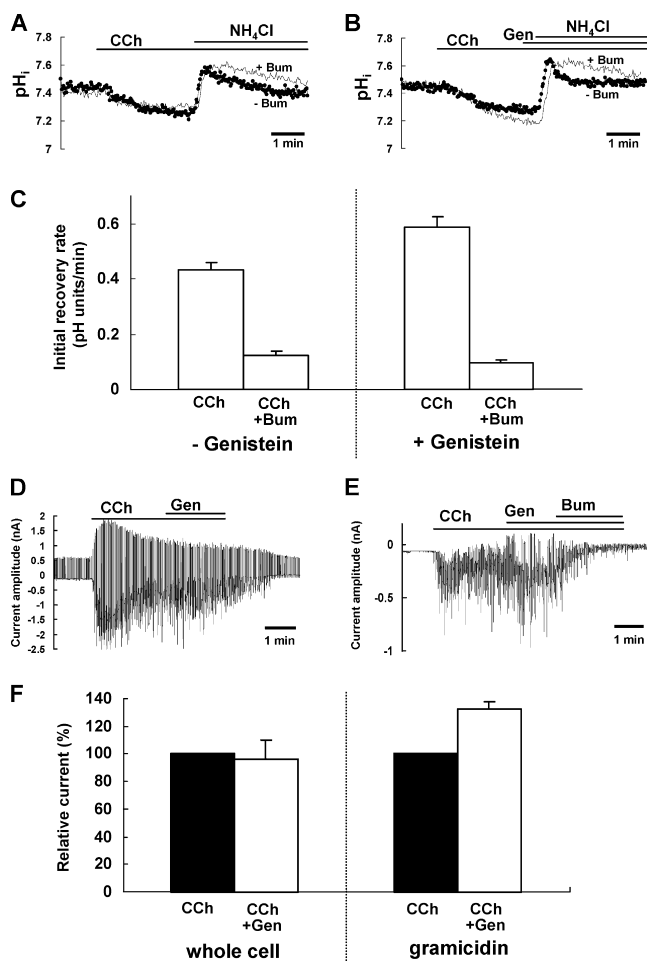 A
B
7.8
7.6
7.4
7.2
7
pHi
CCh
NH4Cl
+ Bum
- Bum
1 min
7.8
7.6
7.4
7.2
7
pHi
CCh
Gen
NH4Cl
+ Bum
- Bum
1 min
C
Initial recovery rate
(pH units/min)
0.6
0.4
0.2
0
CCh
CCh
+Bum
CCh
CCh
+Bum
- Genistein
+ Genistein
D
E
Current amplitude (nA)
2
1.5
1
0.5
0
-0.5
-1
-1.5
-2
-2.5
CCh
Gen
1 min
Current amplitude (nA)
0
-0.5
-1
CCh
Gen
Bum
1 min
F
Relative current (%)
140
120
100
80
60
40
20
0
CCh
CCh
+Gen
CCh
CCh
+Gen
whole cell
gramicidin